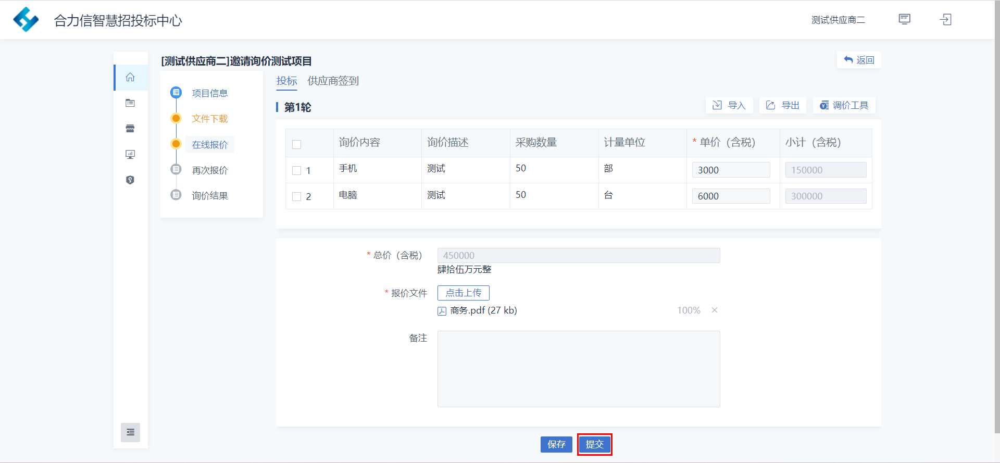 合力信智慧招投标中心
测试供应商二
[测试供应商二]邀请询价测试项目
返回
项目信息
文件下载
在线报价
再次报价
询价结果
投标 供应商签到
第1轮
导入 导出 调价工具
询价内容 询价描述 采购数量 计量单位 * 单价（含税） 小计（含税）
1 手机 测试 50 部 3000 150000
2 电脑 测试 50 台 6000 300000
* 总价（含税） 450000
肆拾伍万元整
* 报价文件 点击上传
商务.pdf (27 kb) 100% ×
备注
保存 提交